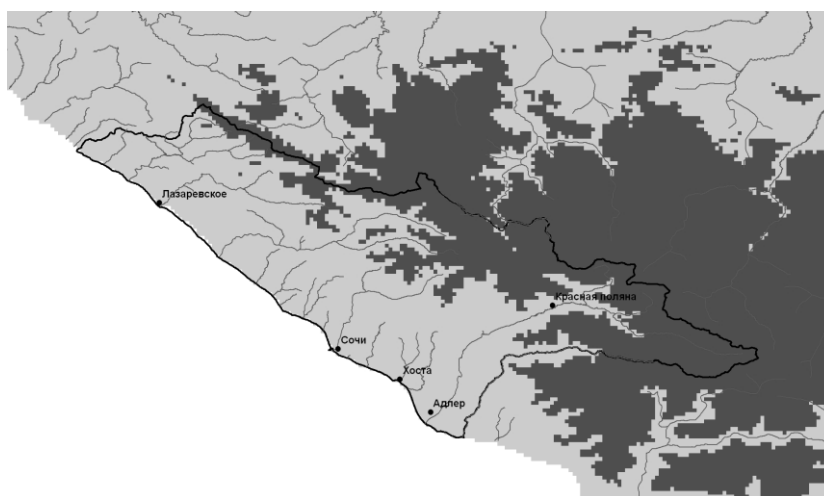 Лазаревское
Красная поляна
Сочи
Хоста
Адлер